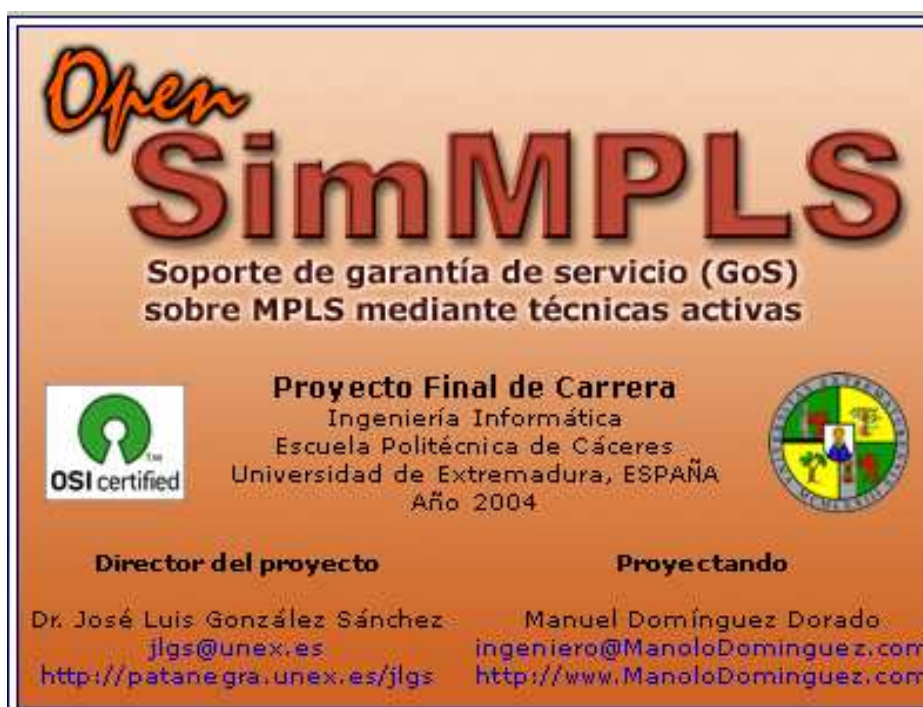 Open
SimMPLS
Soporte de garantía de servicio (GoS)
sobre MPLS mediante técnicas activas
Proyecto Final de Carrera
Ingeniería Informática
Escuela Politécnica de Cáceres
Universidad de Extremadura, ESPAÑA
Año 2004
OSI certified
TM
Director del proyecto
Dr. José Luis González Sánchez
jlgs@unex.es
http://patanegra.unex.es/jlgs
Proyectando
Manuel Domínguez Dorado
ingeniero@ManoloDominguez.com
http://www.ManoloDominguez.com